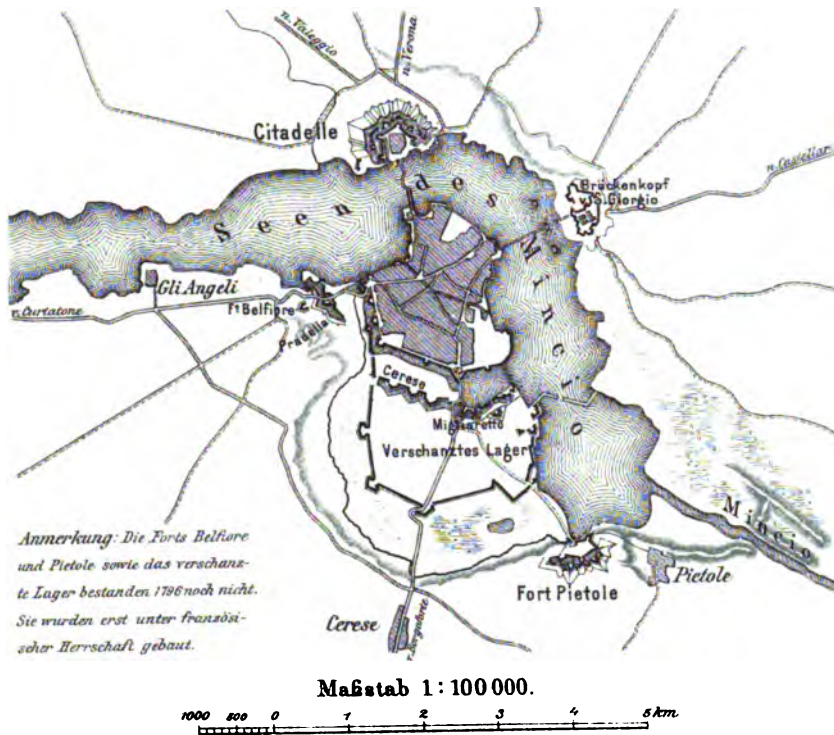 n. Valeggio
n. Verona
Citadelle
n. Castellar
Brückenkopf
v. S. Giorgio
Seen des Mincio
Gli Angeli
n. Curtatone
Ft Belfiore
Pradella
Cerese
Migliaretto
Verschanztes Lager
Mincio
Anmerkung: Die Forts Belfiore
und Pietole sowie das verschanz-
te Lager bestanden 1796 noch nicht.
Sie wurden erst unter französi-
scher Herrschaft gebaut.
Fort Pietole
Pietole
Cerese
n. Borgoforte
Maßstab 1:100000.
1000 500 0 1 2 3 4 5 km